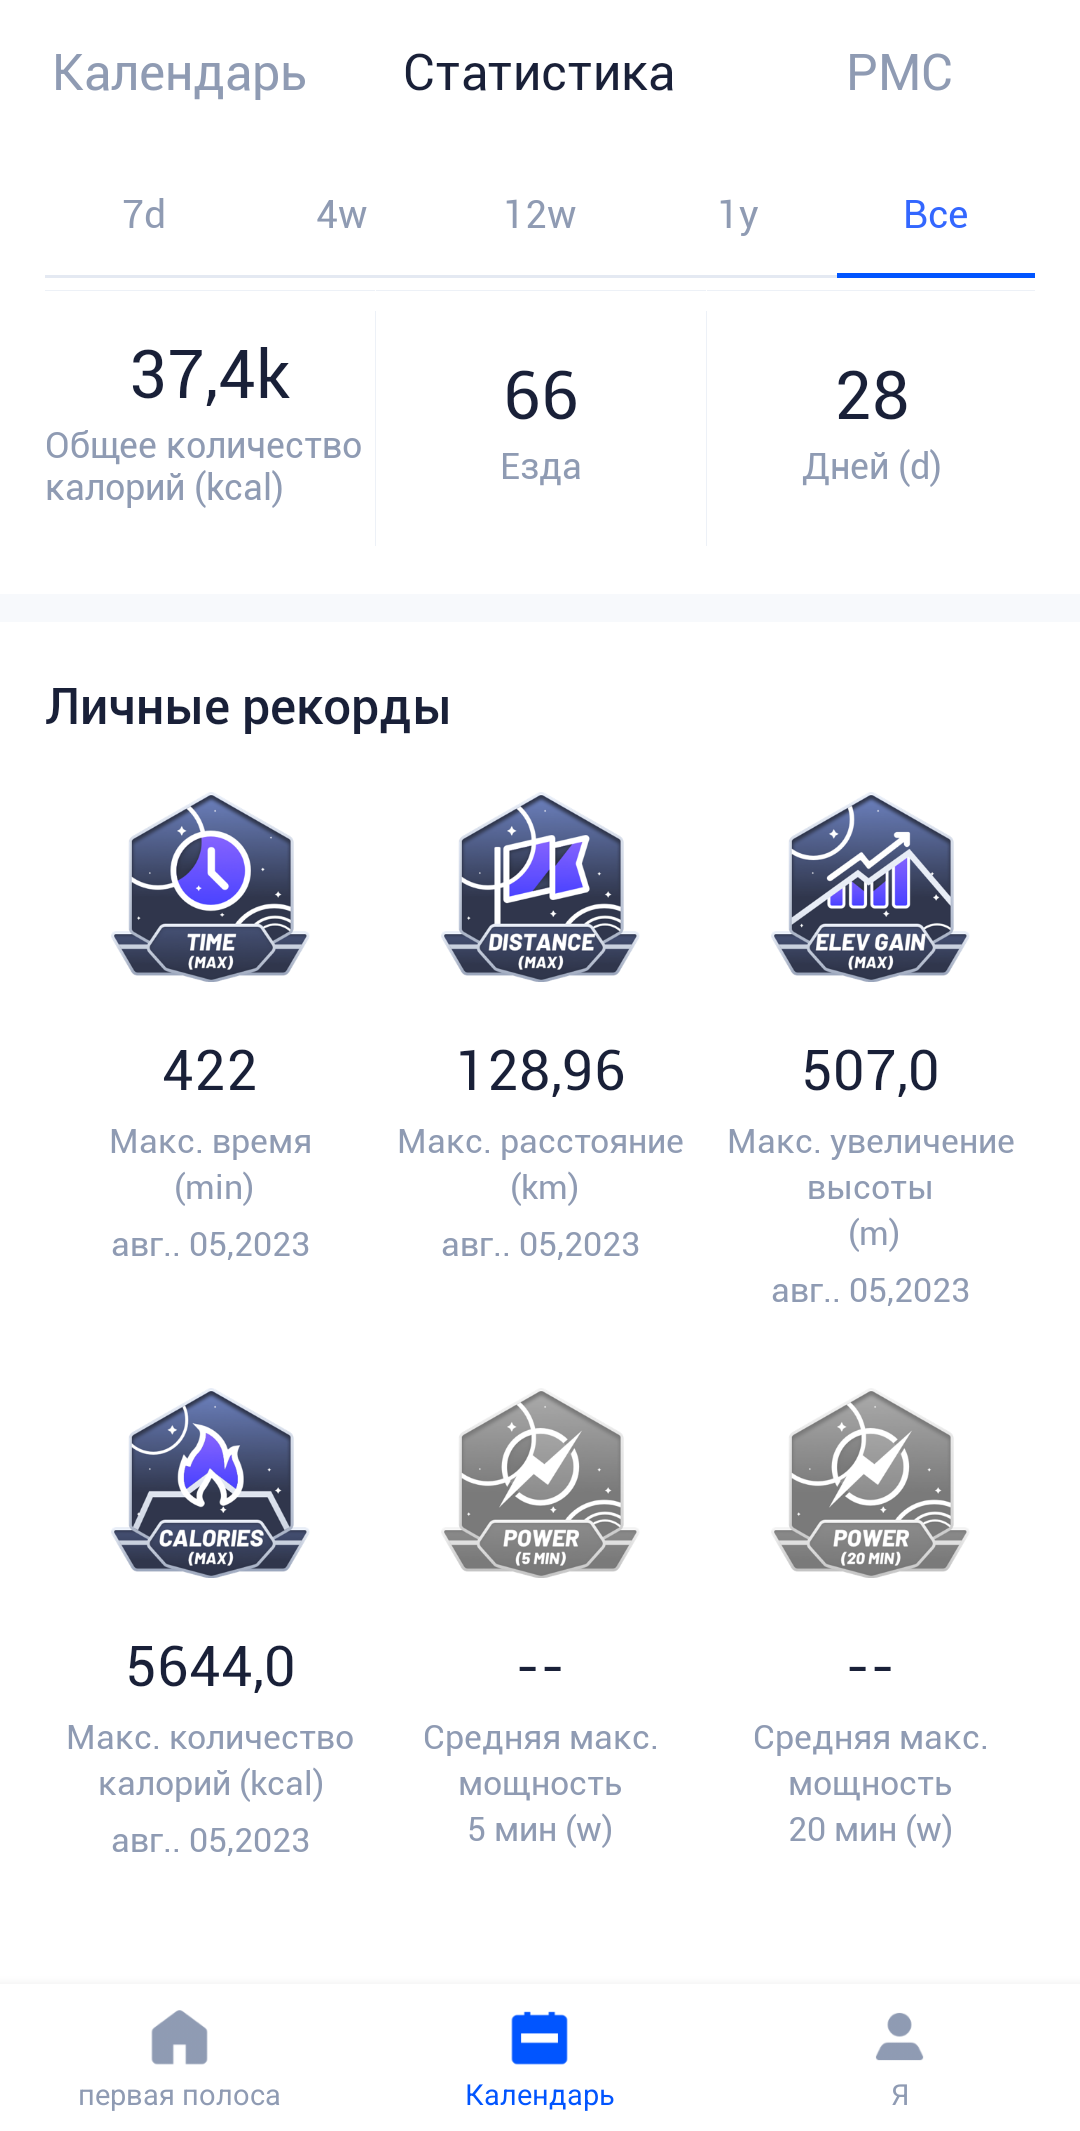 Календарь Статистика PMC
7d 4w 12w 1y Все
37,4k 66 28
Общее количество
калорий (kcal)
Езда
Дней (d)
Личные рекорды
TIME
(MAX)
DISTANCE
(MAX)
ELEV GAIN
(MAX)
422 128,96 507,0
Макс. время
(min)
авг.. 05,2023
Макс. расстояние
(km)
авг.. 05,2023
Макс. увеличение
высоты
(m)
авг.. 05,2023
CALORIES
(MAX)
POWER
(5 MIN)
POWER
(20 MIN)
5644,0 -- --
Макс. количество
калорий (kcal)
авг.. 05,2023
Средняя макс.
мощность
5 мин (w)
Средняя макс.
мощность
20 мин (w)
первая полоса Календарь Я